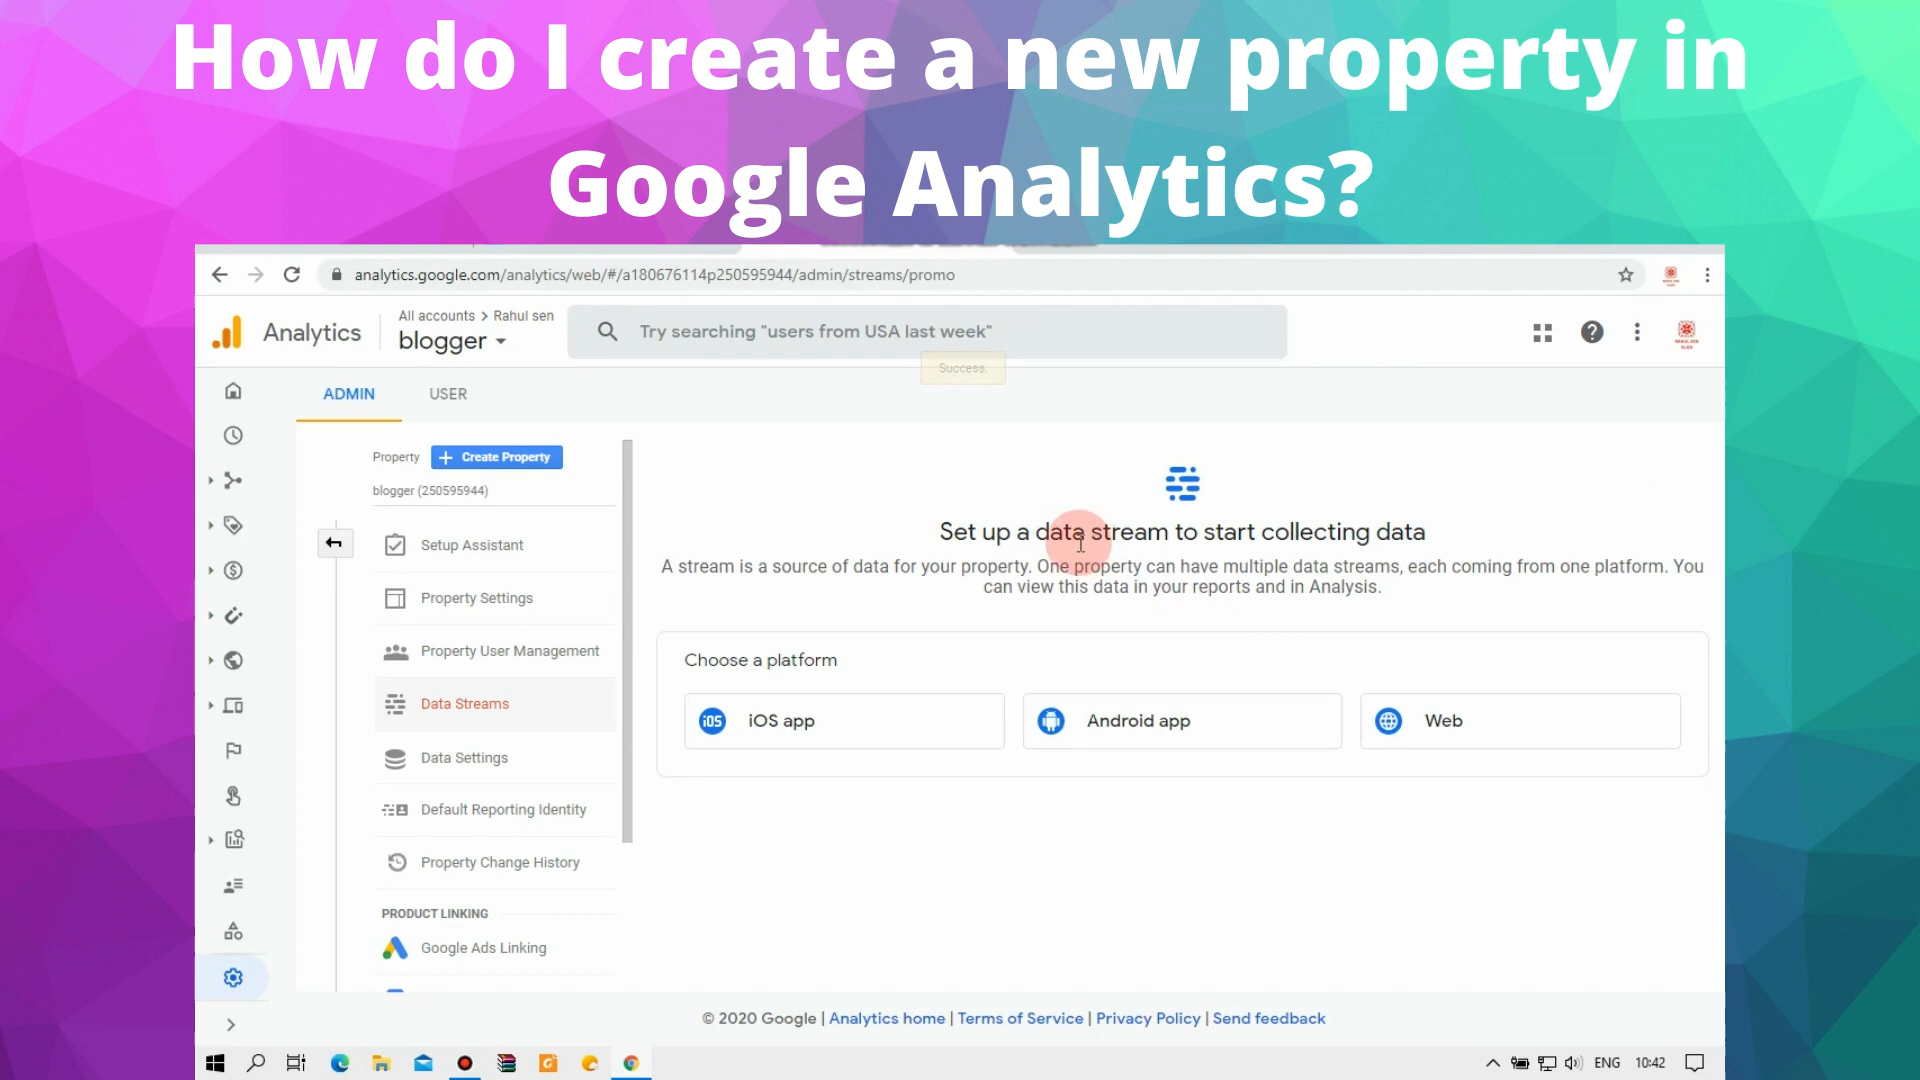 How do I create a new property in
Google Analytics?
analytics.google.com/analytics/web/#/a180676114p250595944/admin/streams/promo
Analytics
All accounts > Rahul sen
blogger
Try searching "users from USA last week"
Success.
ADMIN
USER
Property
+ Create Property
blogger (250595944)
Setup Assistant
Property Settings
Property User Management
Data Streams
Data Settings
Default Reporting Identity
Property Change History
PRODUCT LINKING
Google Ads Linking
Set up a data stream to start collecting data
A stream is a source of data for your property. One property can have multiple data streams, each coming from one platform. You
can view this data in your reports and in Analysis.
Choose a platform
iOS iOS app
Android app
Web
© 2020 Google | Analytics home | Terms of Service | Privacy Policy | Send feedback
ENG
10:42